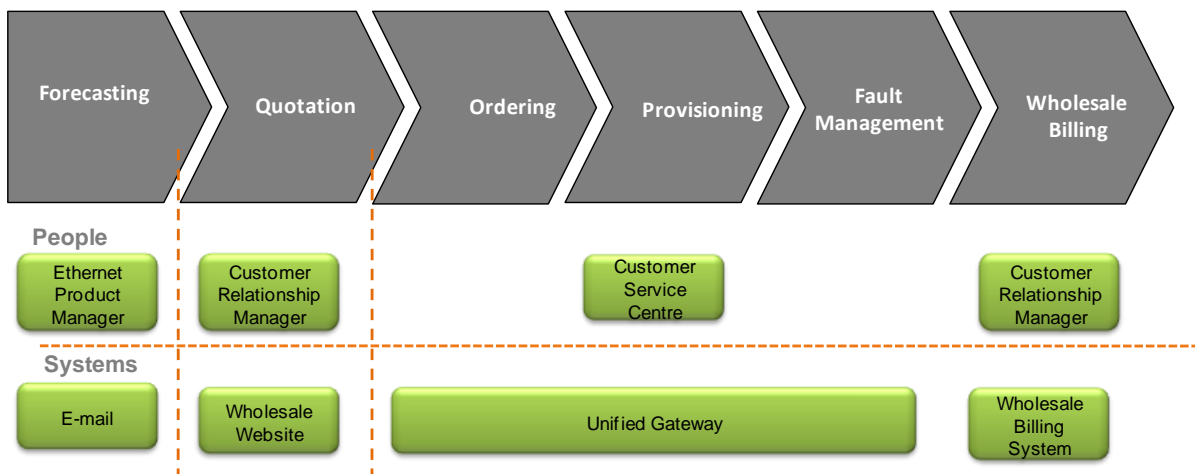 Forecasting
Quotation
Ordering
Provisioning
Fault
Management
Wholesale
Billing
People
Ethernet
Product
Manager
Customer
Relationship
Manager
Customer
Service
Centre
Customer
Relationship
Manager
Systems
E-mail
Wholesale
Website
Unified Gateway
Wholesale
Billing
System